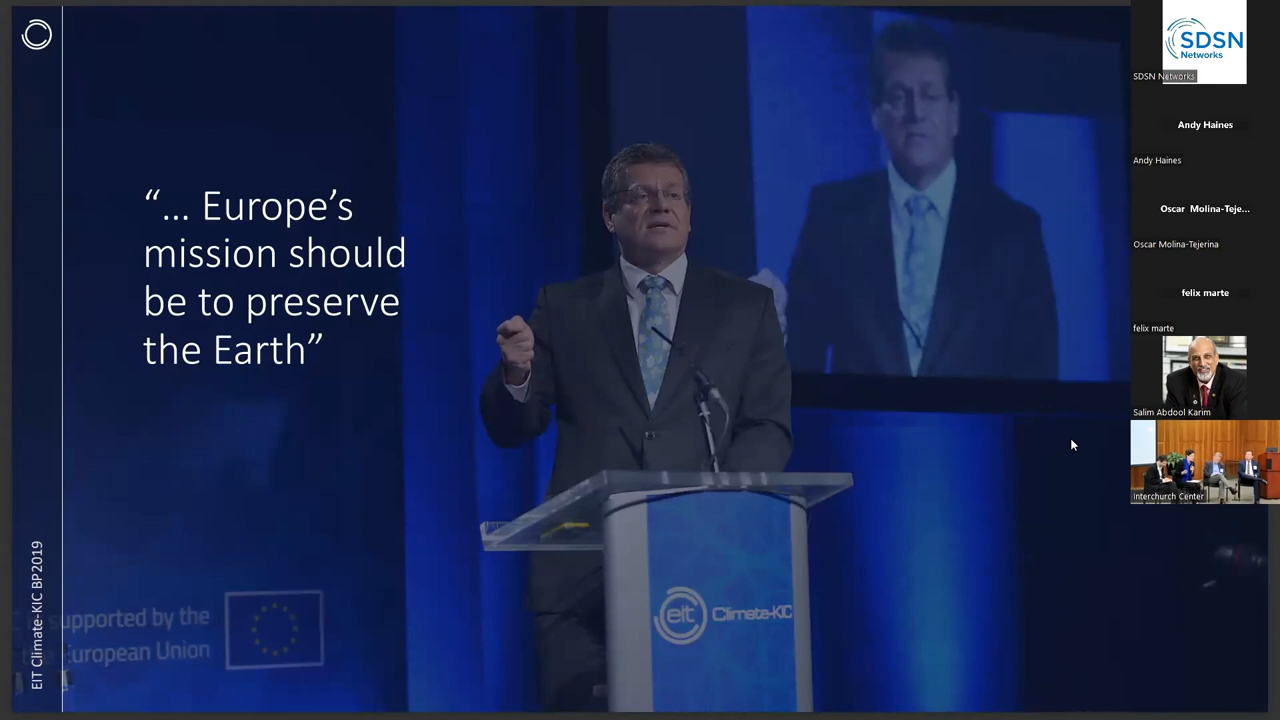 “... Europe’s
mission should
be to preserve
the Earth”
EIT Climate-KIC BP2019
supported by the
European Union
eit Climate-KIC
SDSN
Networks
SDSN Networks
Andy Haines
Andy Haines
Oscar Molina-Teje...
Oscar Molina-Tejerina
felix marte
felix marte
Salim Abdool Karim
Interchurch Center